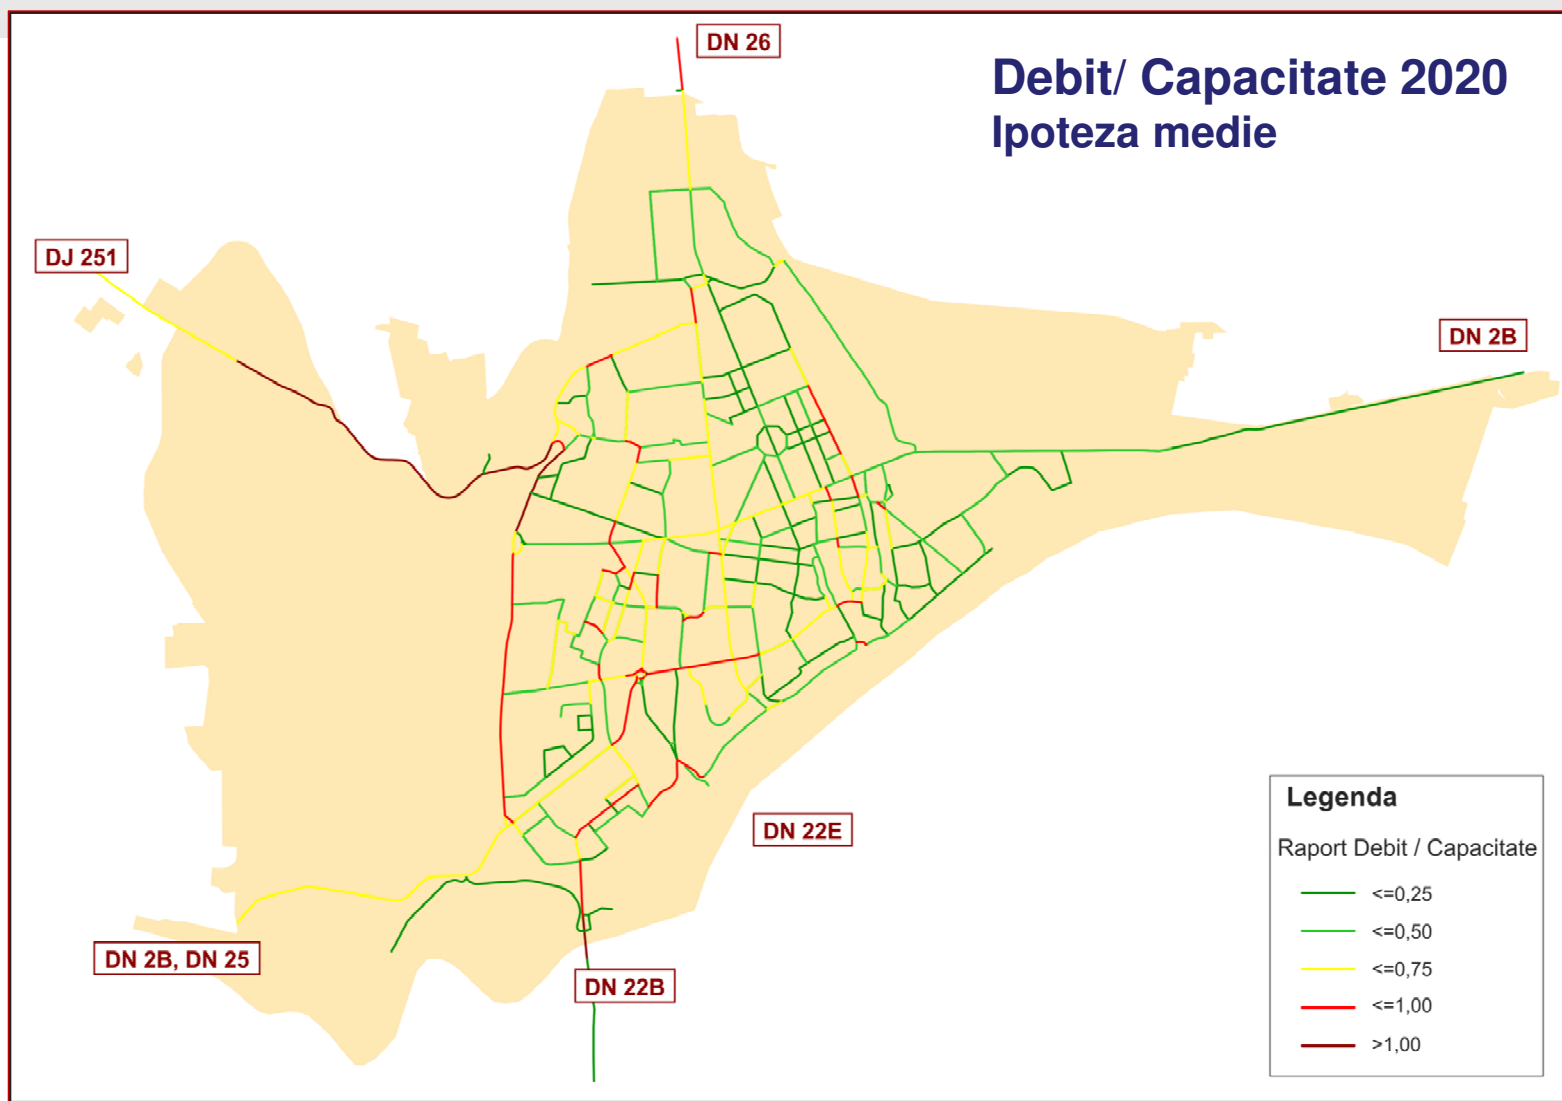 DN 26
Debit/ Capacitate 2020
Ipoteza medie
DJ 251
DN 2B
DN 22E
DN 2B, DN 25
DN 22B
Legenda
Raport Debit / Capacitate
<=0,25
<=0,50
<=0,75
<=1,00
>1,00